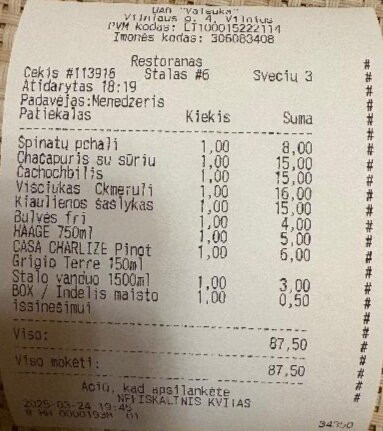 UAB "Valeuka"
Vilniaus g. 4, Vilnius
PVM kodas: LT100015222114
Įmonės kodas: 306083408
Restoranas
Čekis #113916 Stalas #6 Svečių 3
Atidarytas 18:19
Padavėjas:Menedzeris
Patiekalas Kiekis Suma
Špinatų pchali 1,00 8,00
Chačapuris su sūriu 1,00 15,00
Čachochbilis 1,00 15,00
Viščiukas Ckmeruli 1,00 16,00
Kiaulienos šašlykas 1,00 15,00
Bulvės fri 1,00 4,00
HAAGE 750ml 1,00 5,00
CASA CHARLIZE Pinot 1,00 6,00
Grigio Terre 150ml
Stalo vanduo 1500ml 1,00 3,00
BOX / Indelis maisto 1,00 0,50
išsinešimui
Viso: 87,50
Viso mokėti: 87,50
Ačiū, kad apsilankėte
NEFISKALINIS KVITAS
2025-03-24 19:45
34350